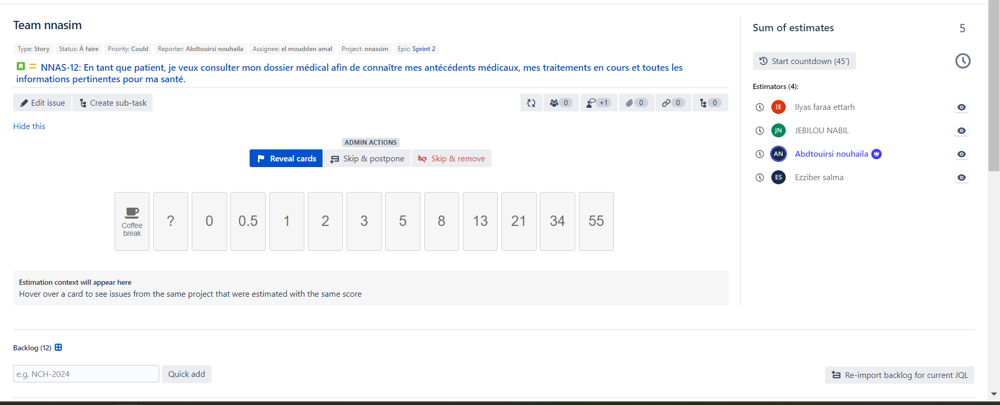 Team nnasim
Type: Story Status: À faire Priority: Could Reporter: Abdtouirsi nouhaila Assignee: el moudden amal Project: nnassim Epic: Sprint 2
NNAS-12: En tant que patient, je veux consulter mon dossier médical afin de connaître mes antécédents médicaux, mes traitements en cours et toutes les
informations pertinentes pour ma santé.
Edit issue Create sub-task 0 +1 0 0 0
Hide this
ADMIN ACTIONS
Reveal cards Skip & postpone Skip & remove
Coffee
break
? 0 0.5 1 2 3 5 8 13 21 34 55
Estimation context will appear here
Hover over a card to see issues from the same project that were estimated with the same score
Sum of estimates 5
Start countdown (45')
Estimators (4):
IE Ilyas faraa ettarh
JN JEBILOU NABIL
AN Abdtouirsi nouhaila
ES Ezziber salma
Backlog (12)
e.g. NCH-2024 Quick add
Re-import backlog for current JQL